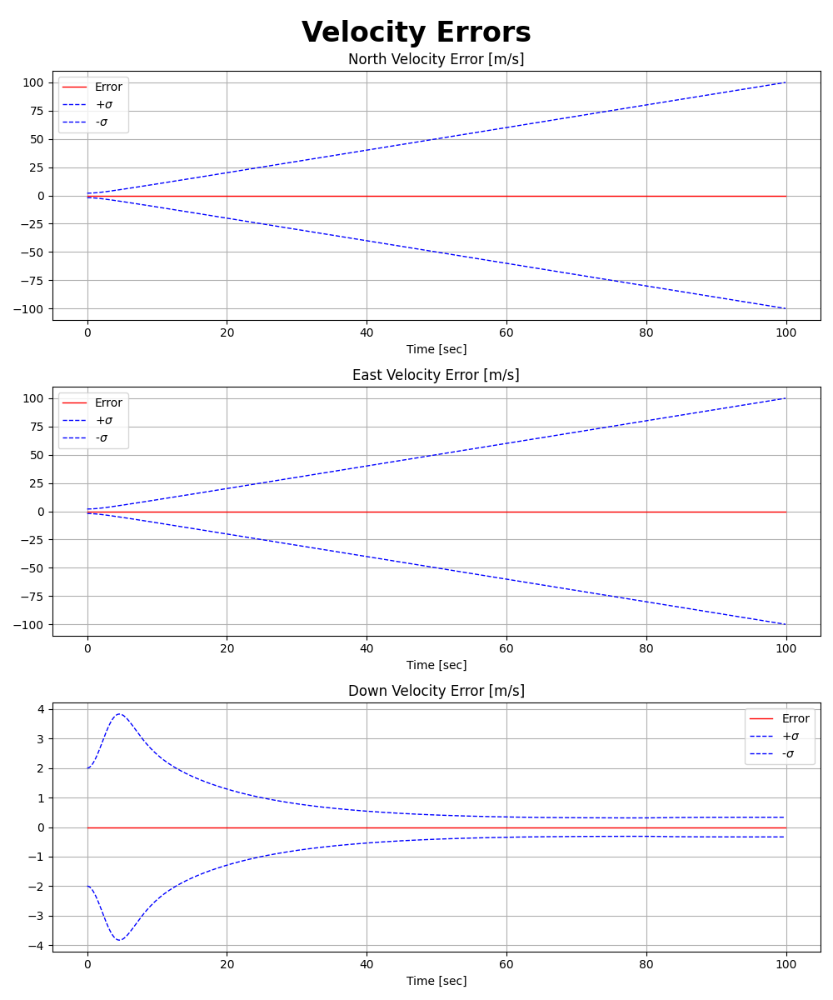 Velocity Errors
North Velocity Error [m/s]
Error
+σ
-σ
100
75
50
25
0
−25
−50
−75
−100
0 20 40 60 80 100
Time [sec]
East Velocity Error [m/s]
Error
+σ
-σ
100
75
50
25
0
−25
−50
−75
−100
0 20 40 60 80 100
Time [sec]
Down Velocity Error [m/s]
Error
+σ
-σ
4
3
2
1
0
−1
−2
−3
−4
0 20 40 60 80 100
Time [sec]